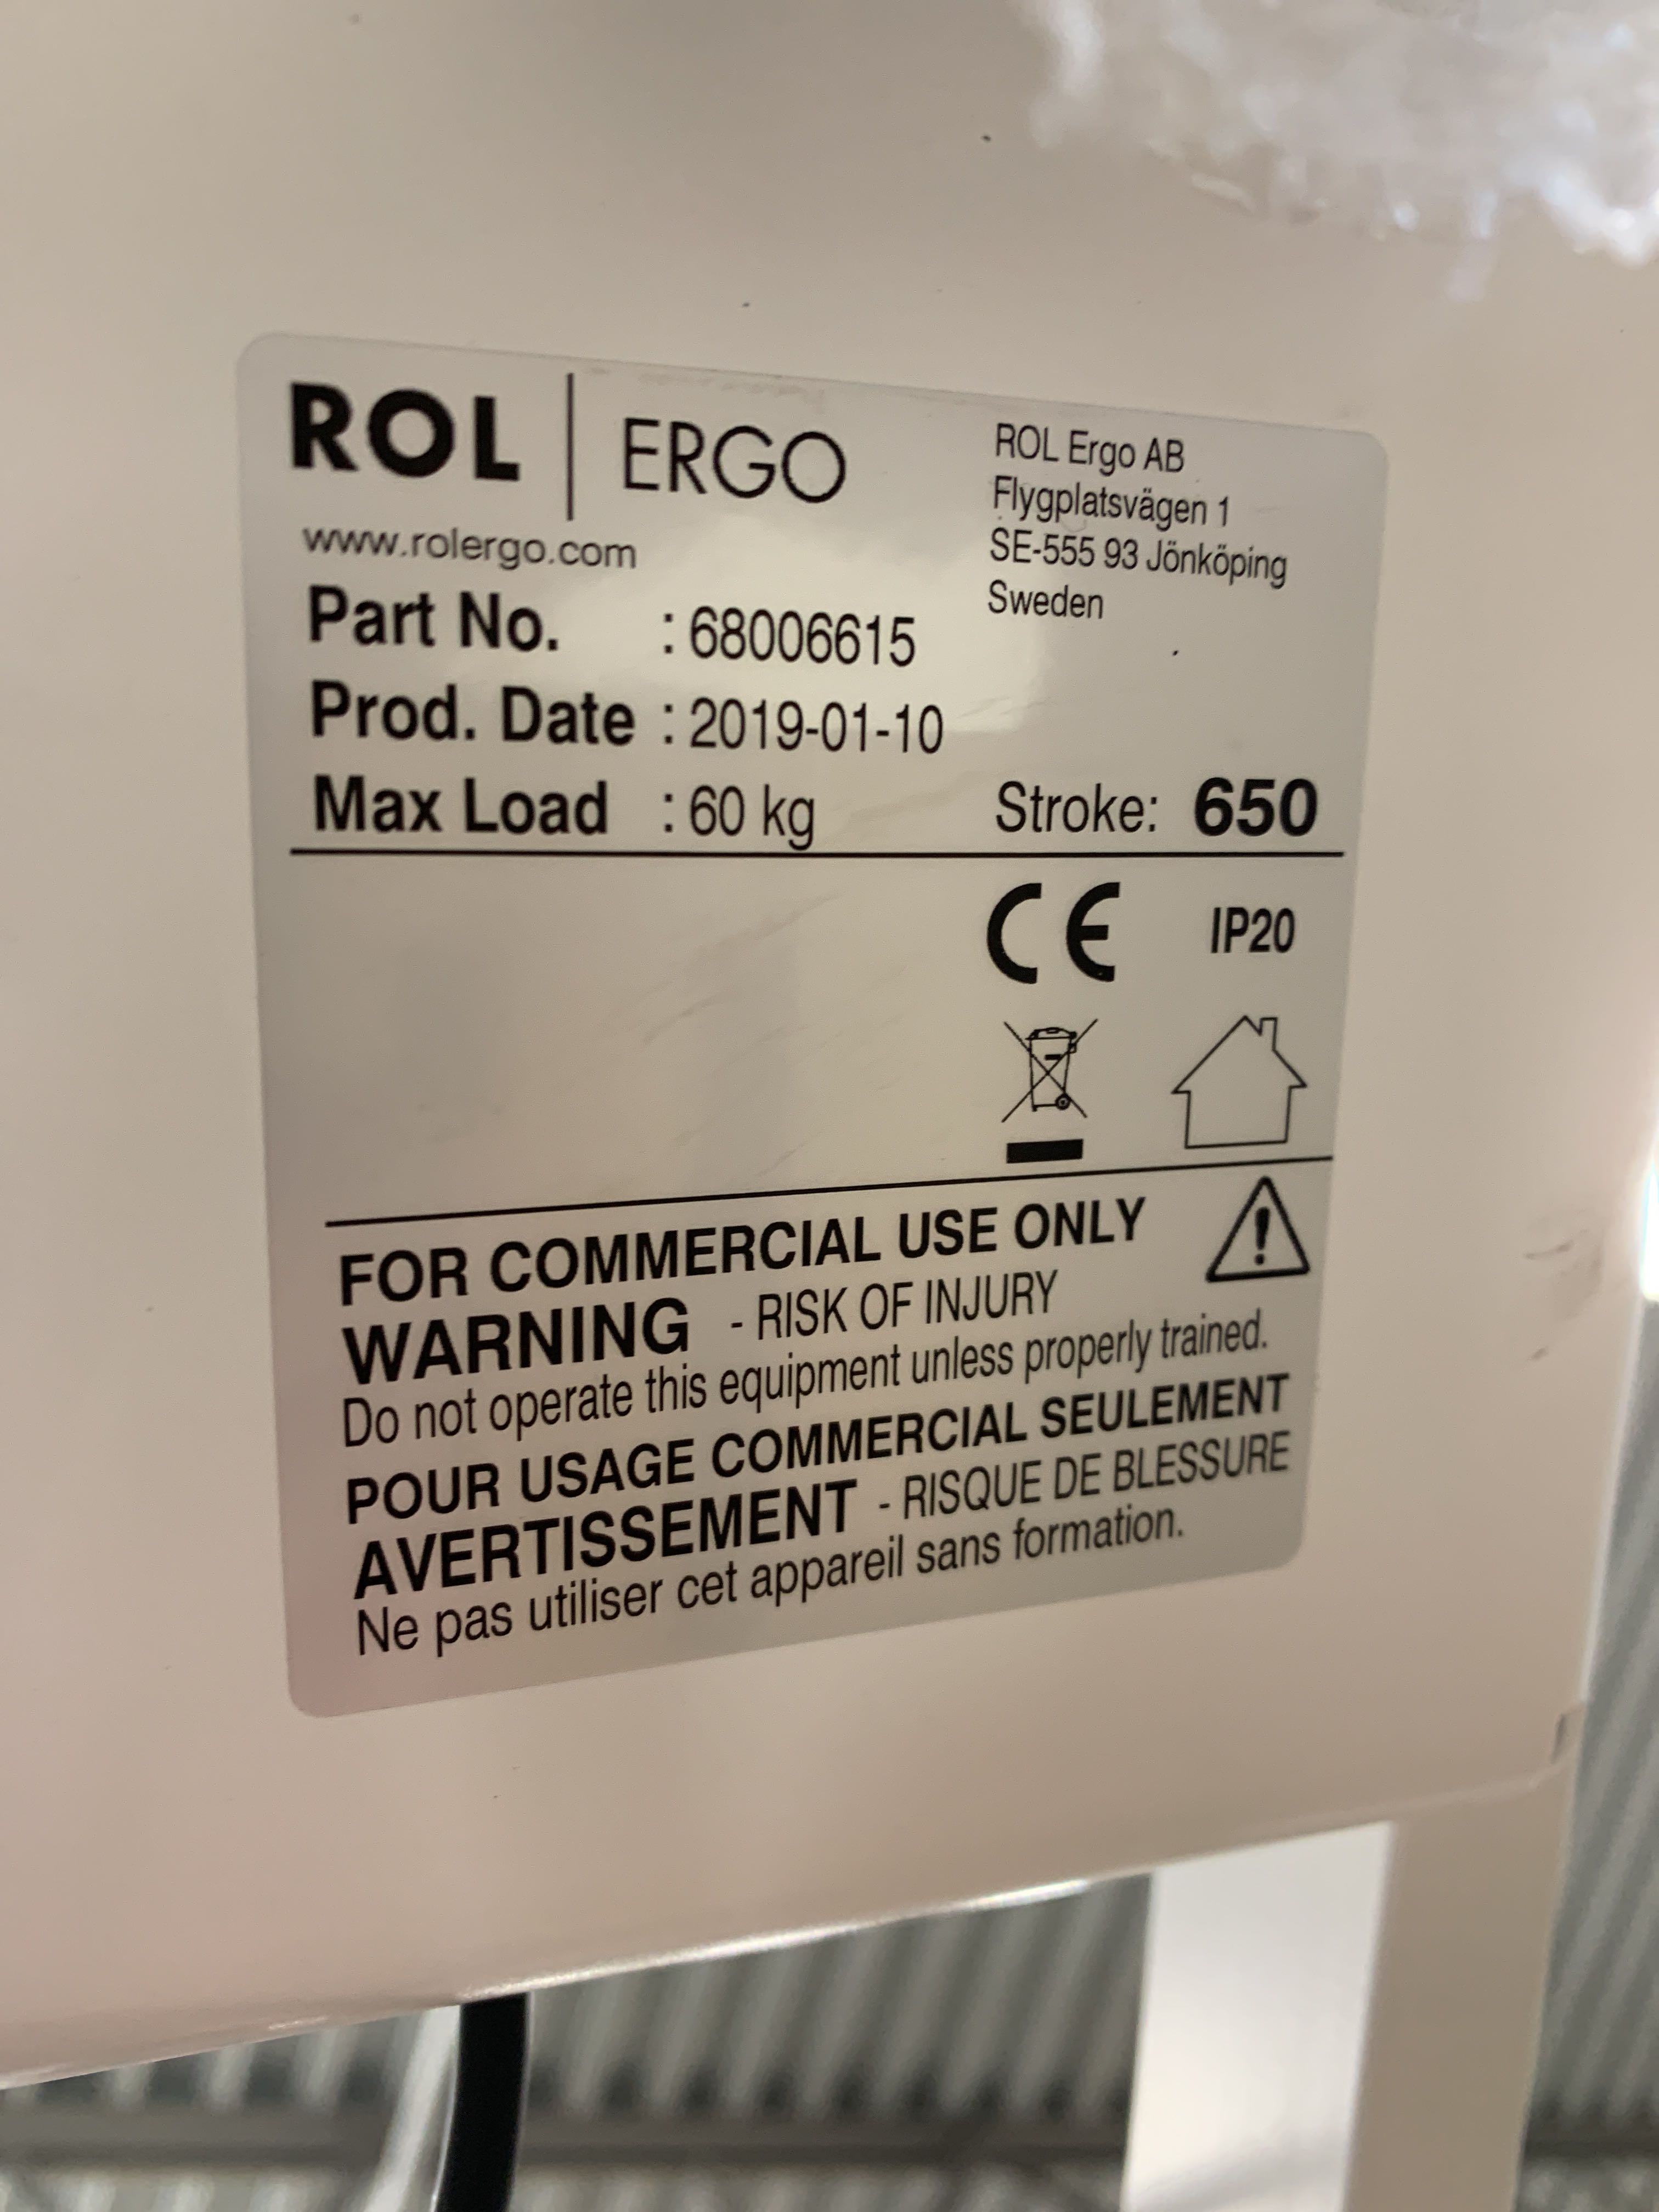 ROL | ERGO
www.rolergo.com
ROL Ergo AB
Flygplatsvägen 1
SE-555 93 Jönköping
Sweden
Part No. : 68006615
Prod. Date : 2019-01-10
Max Load : 60 kg
Stroke: 650
CE IP20
FOR COMMERCIAL USE ONLY
WARNING - RISK OF INJURY
Do not operate this equipment unless properly trained.
POUR USAGE COMMERCIAL SEULEMENT
AVERTISSEMENT - RISQUE DE BLESSURE
Ne pas utiliser cet appareil sans formation.